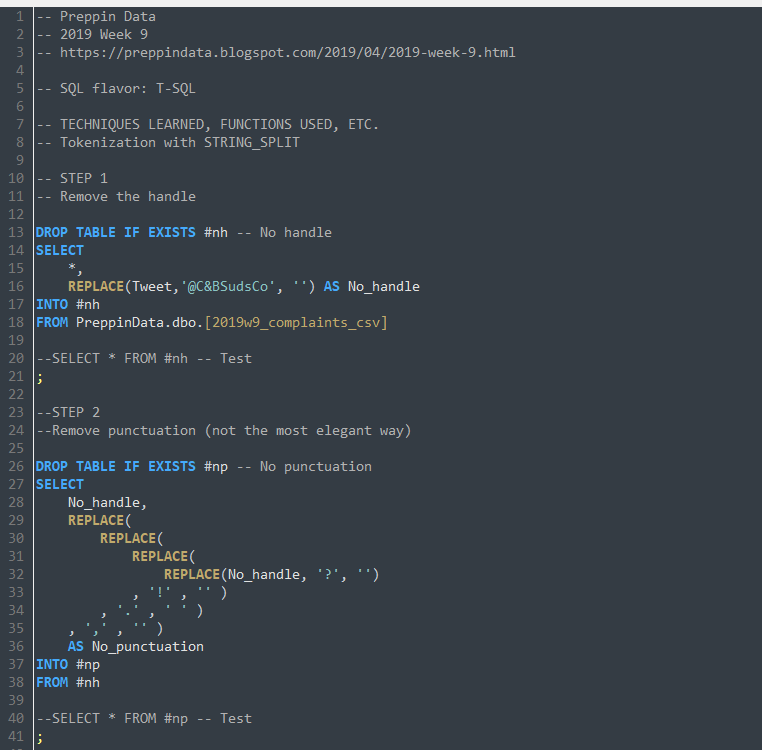 1 -- Preppin Data
2 -- 2019 Week 9
3 -- https://preppindata.blogspot.com/2019/04/2019-week-9.html
4
5 -- SQL flavor: T-SQL
6
7 -- TECHNIQUES LEARNED, FUNCTIONS USED, ETC.
8 -- Tokenization with STRING_SPLIT
9
10 -- STEP 1
11 -- Remove the handle
12
13 DROP TABLE IF EXISTS #nh -- No handle
14 SELECT
15     *,
16     REPLACE(Tweet,'@C&BSudsCo', '') AS No_handle
17 INTO #nh
18 FROM PreppinData.dbo.[2019w9_complaints_csv]
19
20 --SELECT * FROM #nh -- Test
21 ;
22
23 --STEP 2
24 --Remove punctuation (not the most elegant way)
25
26 DROP TABLE IF EXISTS #np -- No punctuation
27 SELECT
28     No_handle,
29     REPLACE(
30         REPLACE(
31             REPLACE(
32                 REPLACE(No_handle, '?', '')
33             , '!' , '' )
34         , '.' , ' ' )
35     , ',' , '' )
36     AS No_punctuation
37 INTO #np
38 FROM #nh
39
40 --SELECT * FROM #np -- Test
41 ;